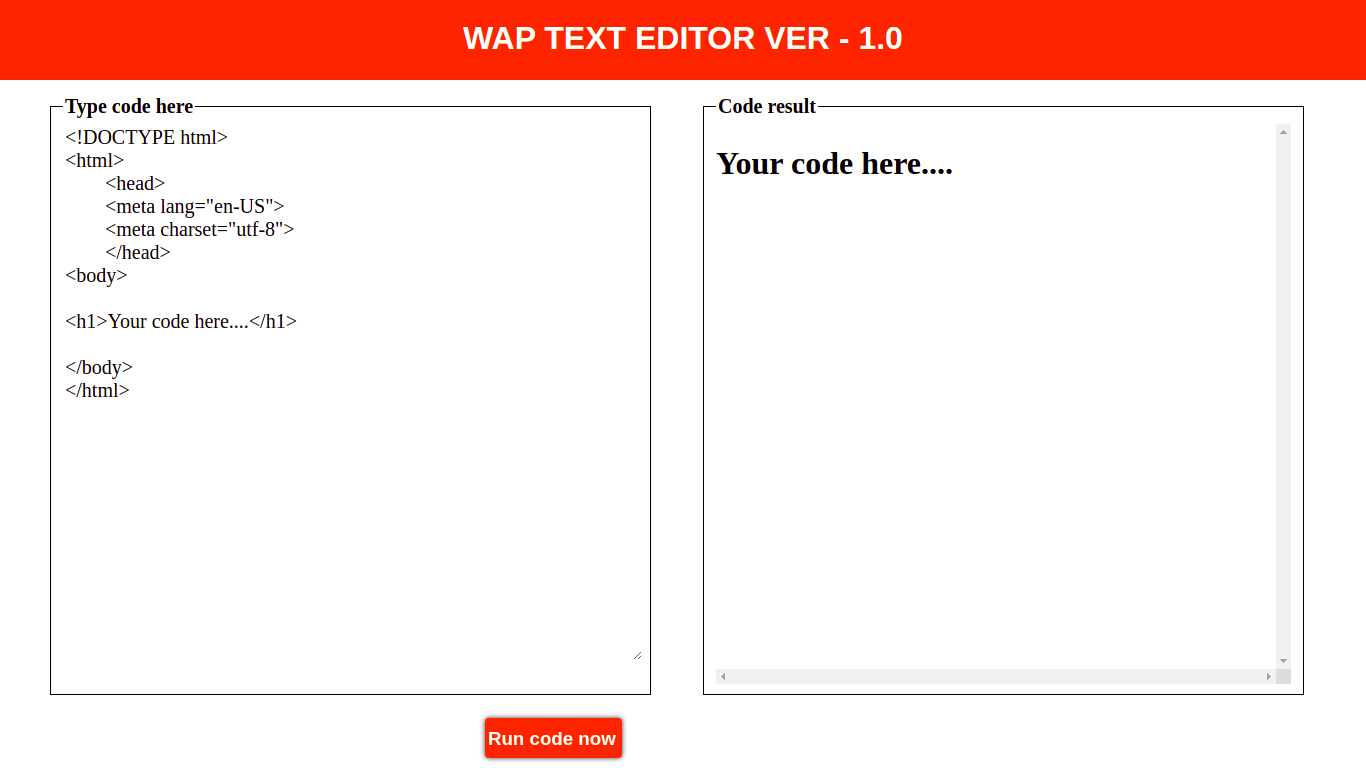 WAP TEXT EDITOR VER - 1.0
Type code here
<!DOCTYPE html>
<html>
<head>
<meta lang="en-US">
<meta charset="utf-8">
</head>
<body>
<h1>Your code here....</h1>
</body>
</html>
Code result
Your code here....
Run code now